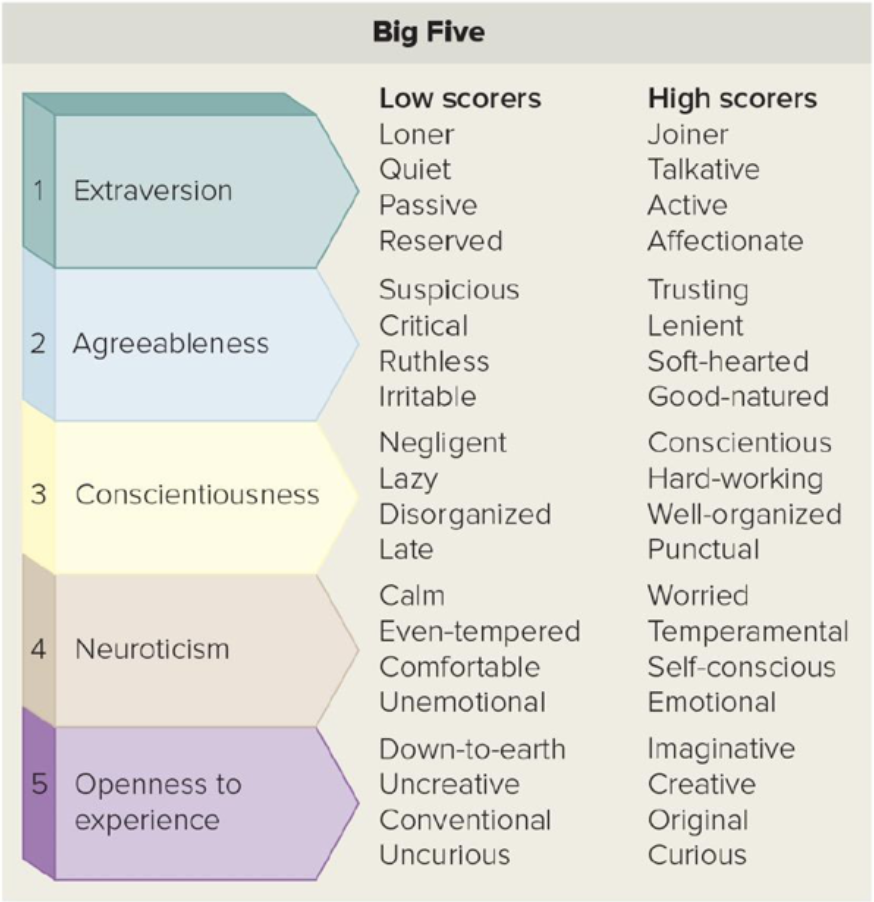 Big Five
Low scorers High scorers
1 Extraversion
Loner Joiner
Quiet Talkative
Passive Active
Reserved Affectionate
2 Agreeableness
Suspicious Trusting
Critical Lenient
Ruthless Soft-hearted
Irritable Good-natured
3 Conscientiousness
Negligent Conscientious
Lazy Hard-working
Disorganized Well-organized
Late Punctual
4 Neuroticism
Calm Worried
Even-tempered Temperamental
Comfortable Self-conscious
Unemotional Emotional
5 Openness to
experience
Down-to-earth Imaginative
Uncreative Creative
Conventional Original
Uncurious Curious